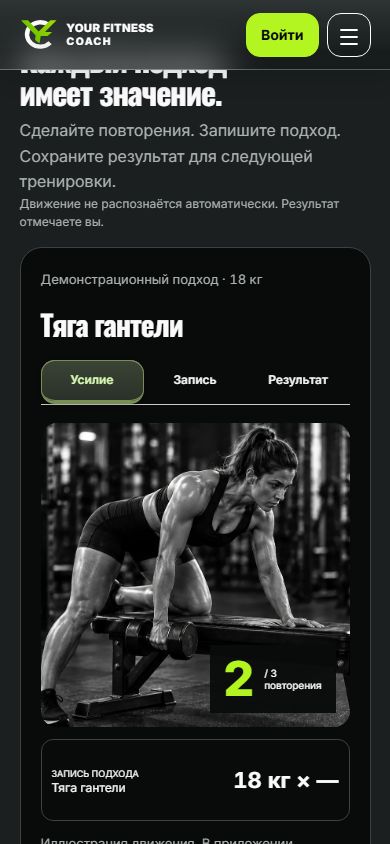 YOUR FITNESS
COACH
Войти
Каждый подход
имеет значение.
Сделайте повторения. Запишите подход.
Сохраните результат для следующей
тренировки.
Движение не распознаётся автоматически. Результат
отмечаете вы.
Демонстрационный подход · 18 кг
Тяга гантели
Усилие
Запись
Результат
2
/ 3
повторения
ЗАПИСЬ ПОДХОДА
Тяга гантели
18 кг × —
Иллюстрация движения. В приложении